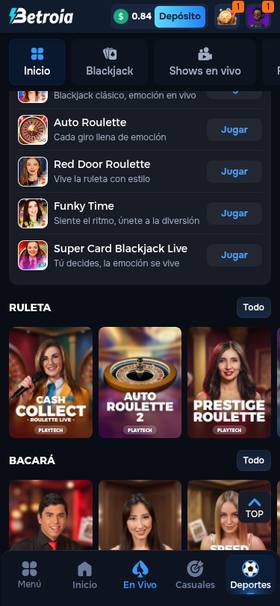 Betroia
$ 0.84 Depósito
1
1
Inicio
Blackjack
Shows en vivo
Blackjack clásico, emoción en vivo
Auto Roulette
Cada giro llena de emoción
Jugar
Red Door Roulette
Vive la ruleta con estilo
Jugar
Funky Time
Siente el ritmo, únete a la diversión
Jugar
Super Card Blackjack Live
Tú decides, la emoción se vive
Jugar
RULETA
Todo
CASH
COLLECT
ROULETTE LIVE
PLAYTECH
AUTO
ROULETTE
2
PLAYTECH
PRESTIGE
ROULETTE
PLAYTECH
BACARÁ
Todo
SPEED
TOP
Menú
Inicio
En Vivo
Casuales
Deportes